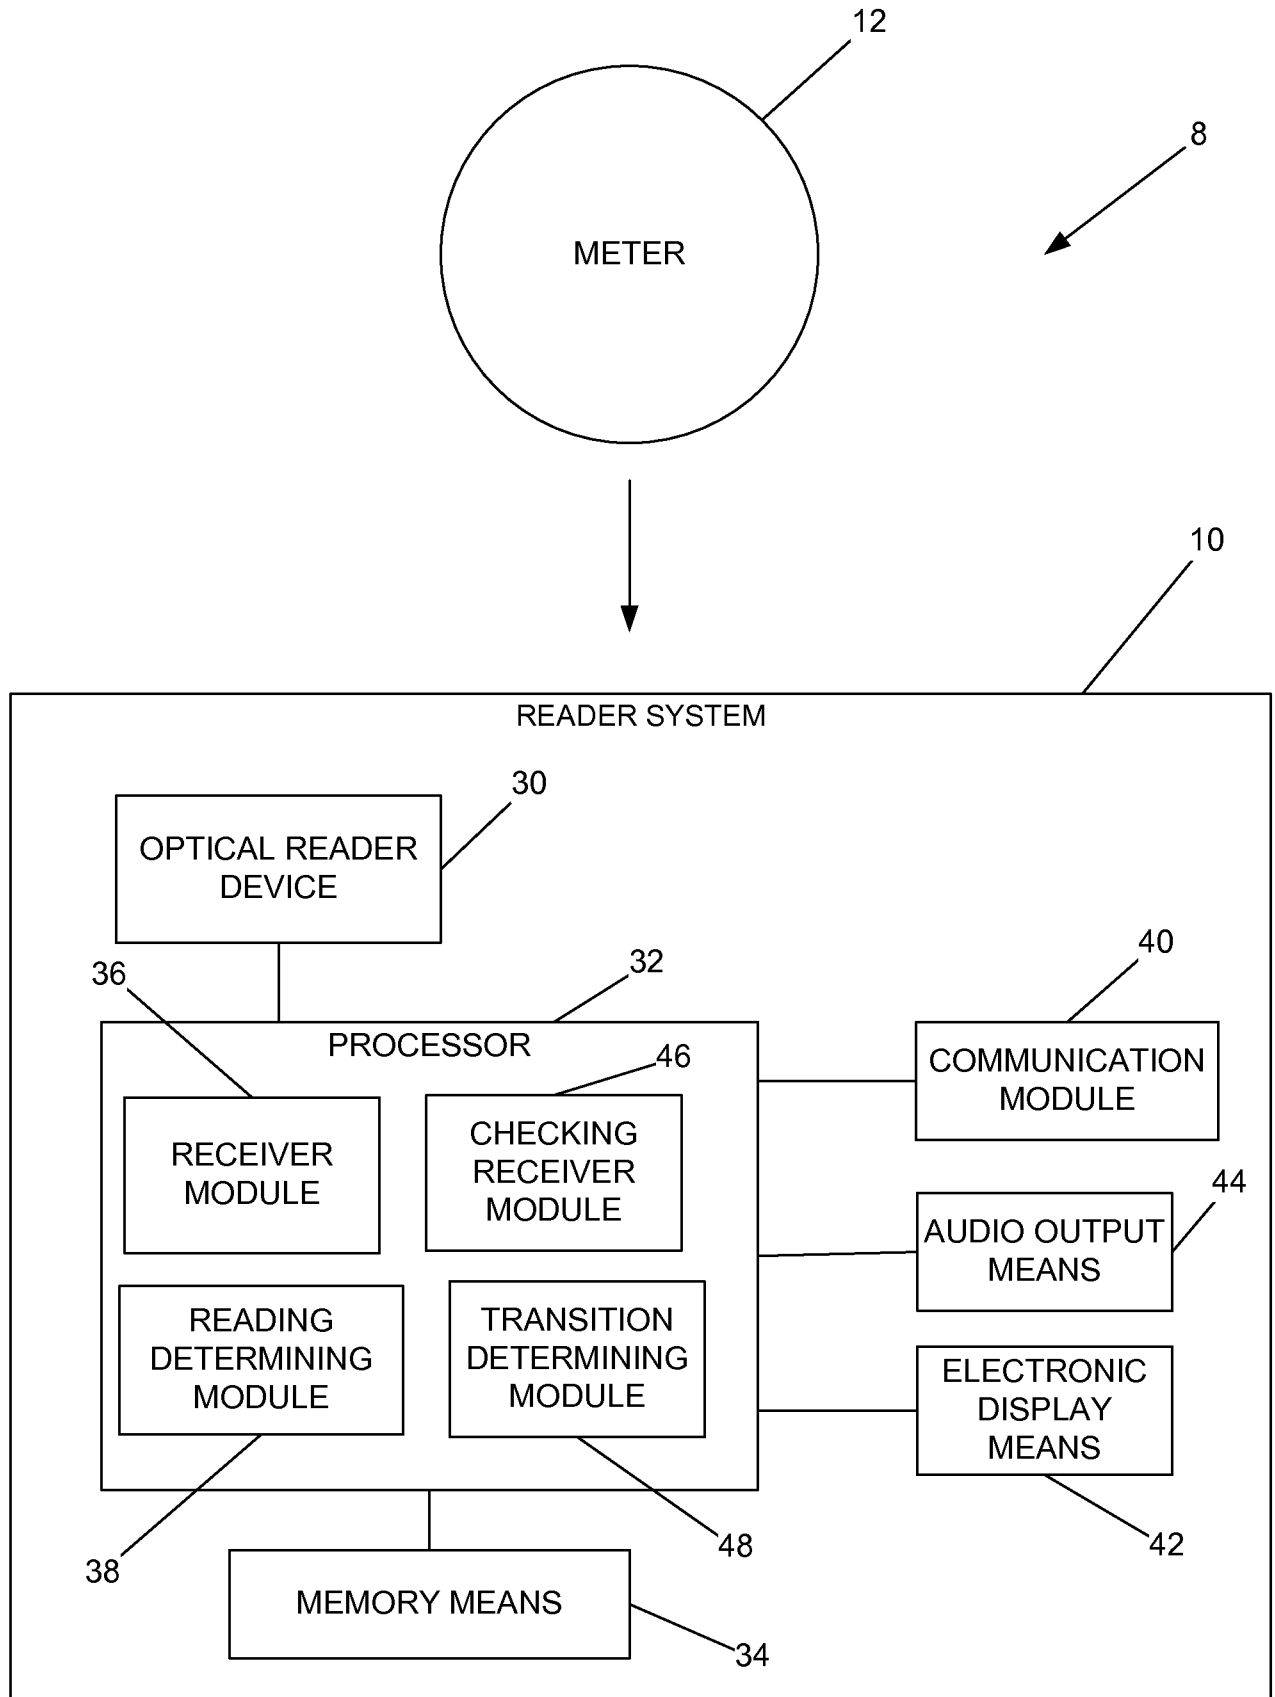 12
8
METER
10
READER SYSTEM
30
OPTICAL READER
DEVICE
36
32
40
PROCESSOR
46
COMMUNICATION
MODULE
RECEIVER
MODULE
CHECKING
RECEIVER
MODULE
44
AUDIO OUTPUT
MEANS
READING
DETERMINING
MODULE
TRANSITION
DETERMINING
MODULE
ELECTRONIC
DISPLAY
MEANS
38
48
42
MEMORY MEANS
34